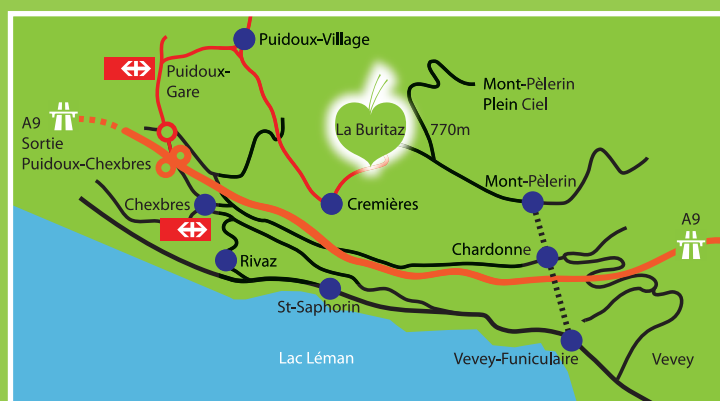 Puidoux-Village
Puidoux-
Gare
Mont-Pèlerin
Plein Ciel
A9
Sortie
Puidoux-Chexbres
La Buritaz
770m
Mont-Pèlerin
Chexbres
Cremières
A9
Chardonne
Rivaz
St-Saphorin
Lac Léman
Vevey-Funiculaire
Vevey